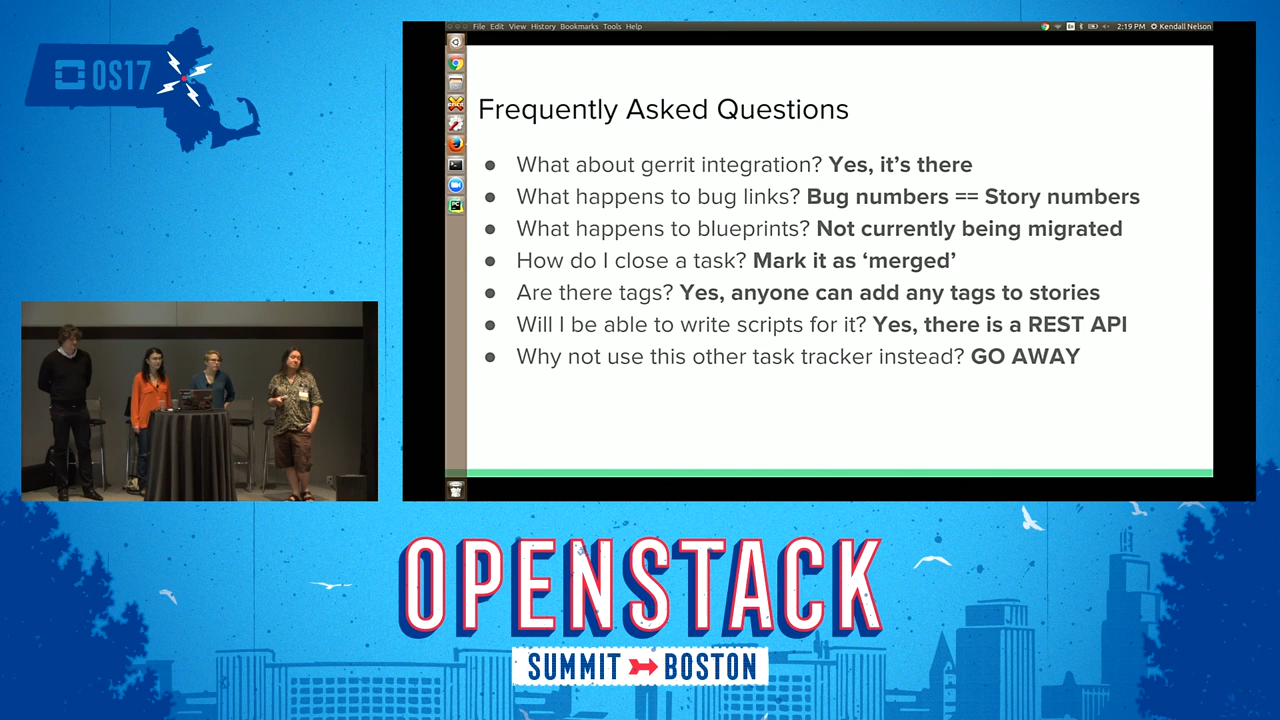 OS17
File Edit View History Bookmarks Tools Help
2:19 PM Kendall Nelson
Frequently Asked Questions
● What about gerrit integration? Yes, it’s there
● What happens to bug links? Bug numbers == Story numbers
● What happens to blueprints? Not currently being migrated
● How do I close a task? Mark it as ‘merged’
● Are there tags? Yes, anyone can add any tags to stories
● Will I be able to write scripts for it? Yes, there is a REST API
● Why not use this other task tracker instead? GO AWAY
OPENSTACK
SUMMIT BOSTON